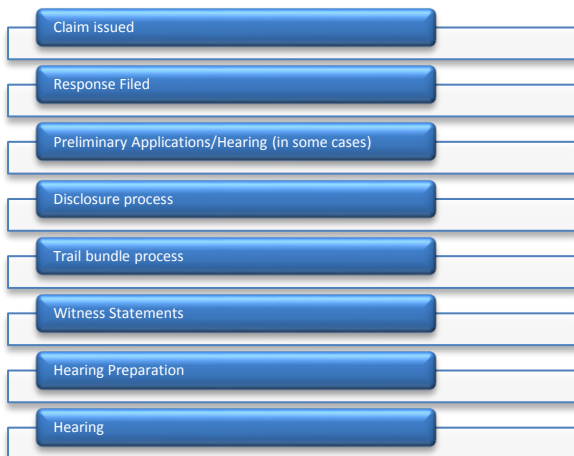 Claim issued
Response Filed
Preliminary Applications/Hearing (in some cases)
Disclosure process
Trail bundle process
Witness Statements
Hearing Preparation
Hearing